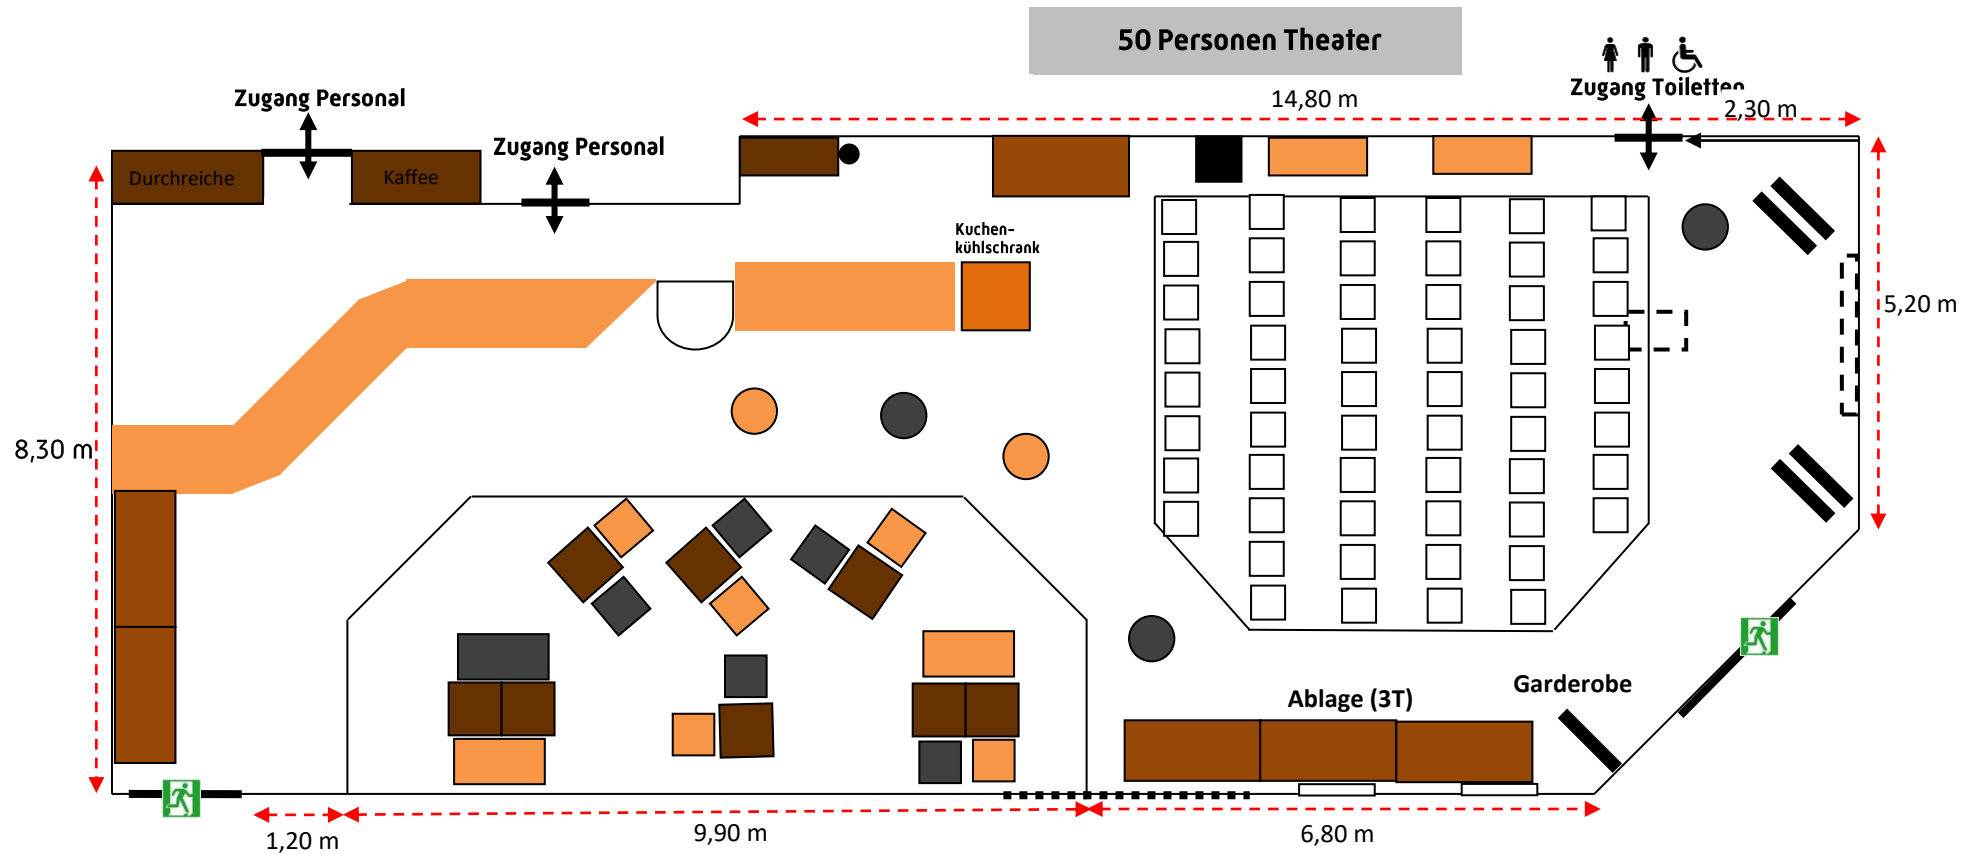 50 Personen Theater
Zugang Toiletten
14,80 m
2,30 m
Zugang Personal
Zugang Personal
Durchreiche
Kaffee
Kuchen-
kühlschrank
5,20 m
8,30 m
Garderobe
Ablage (3T)
1,20 m
9,90 m
6,80 m